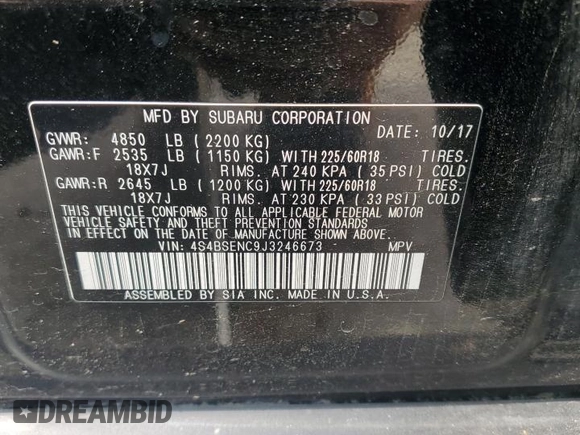 MFD BY SUBARU CORPORATION
GVWR: 4850 LB (2200 KG) DATE: 10/17
GAWR:F 2535 LB (1150 KG) WITH 225/60R18 TIRES.
18X7J RIMS. AT 240 KPA (35 PSI) COLD
GAWR:R 2645 LB (1200 KG) WITH 225/60R18 TIRES.
18X7J RIMS. AT 230 KPA (33 PSI) COLD
THIS VEHICLE CONFORMS TO ALL APPLICABLE FEDERAL MOTOR
VEHICLE SAFETY AND THEFT PREVENTION STANDARDS
IN EFFECT ON THE DATE OF MANUFACTURE SHOWN ABOVE.
VIN: 4S4BSENC9J3246673 MPV
ASSEMBLED BY SIA INC. MADE IN U.S.A.
DREAMBID